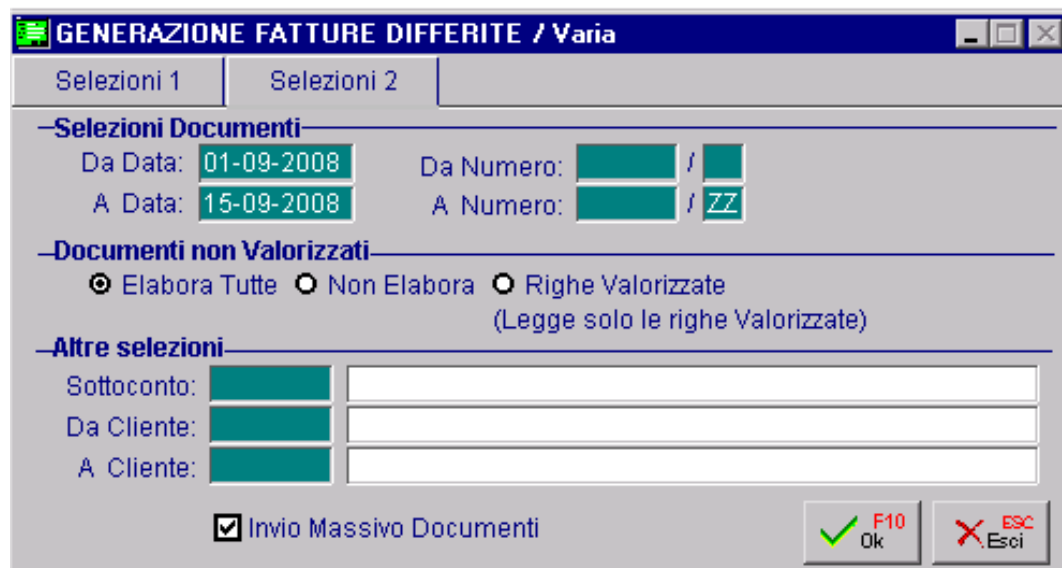 GENERAZIONE FATTURE DIFFERITE / Varia
Selezioni 1 Selezioni 2
Selezioni Documenti
Da Data: 01-09-2008 Da Numero: /
A Data: 15-09-2008 A Numero: / ZZ
Documenti non Valorizzati
Elabora Tutte Non Elabora Righe Valorizzate
(Legge solo le righe Valorizzate)
Altre selezioni
Sottoconto:
Da Cliente:
A Cliente:
Invio Massivo Documenti
F10 ESC
Ok Esci